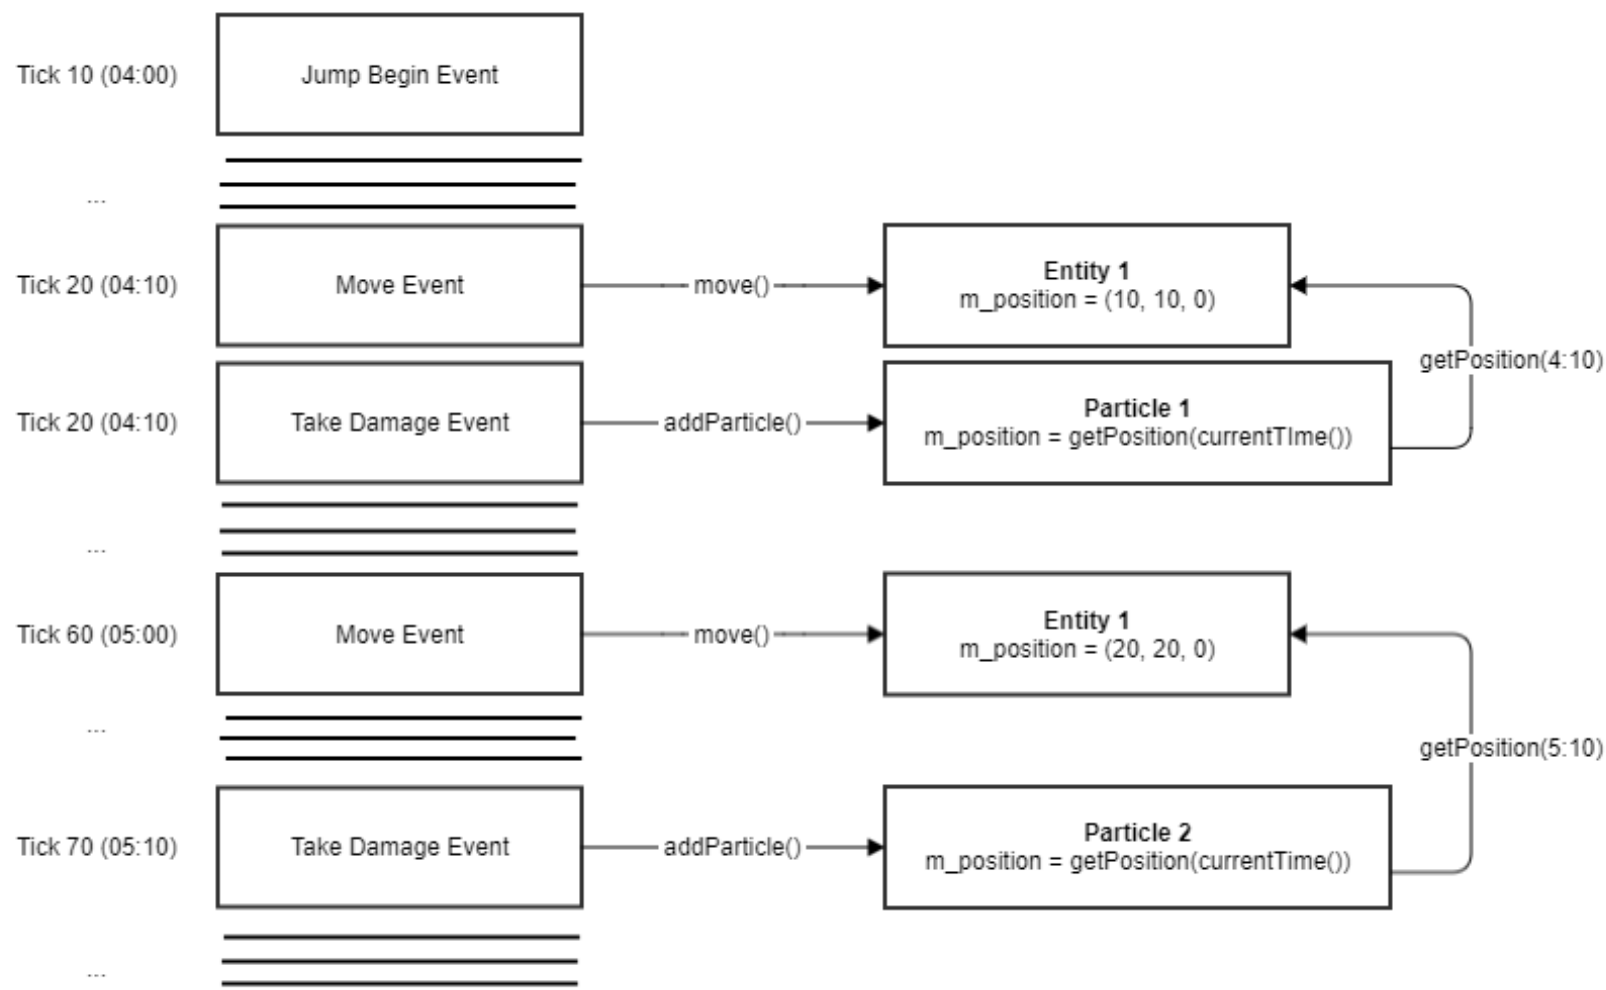 Tick 10 (04:00)
Jump Begin Event
...
Tick 20 (04:10)
Move Event
move()
Entity 1
m_position = (10, 10, 0)
getPosition(4:10)
Tick 20 (04:10)
Take Damage Event
addParticle()
Particle 1
m_position = getPosition(currentTIme())
...
Tick 60 (05:00)
Move Event
move()
Entity 1
m_position = (20, 20, 0)
...
getPosition(5:10)
Tick 70 (05:10)
Take Damage Event
addParticle()
Particle 2
m_position = getPosition(currentTime())
...